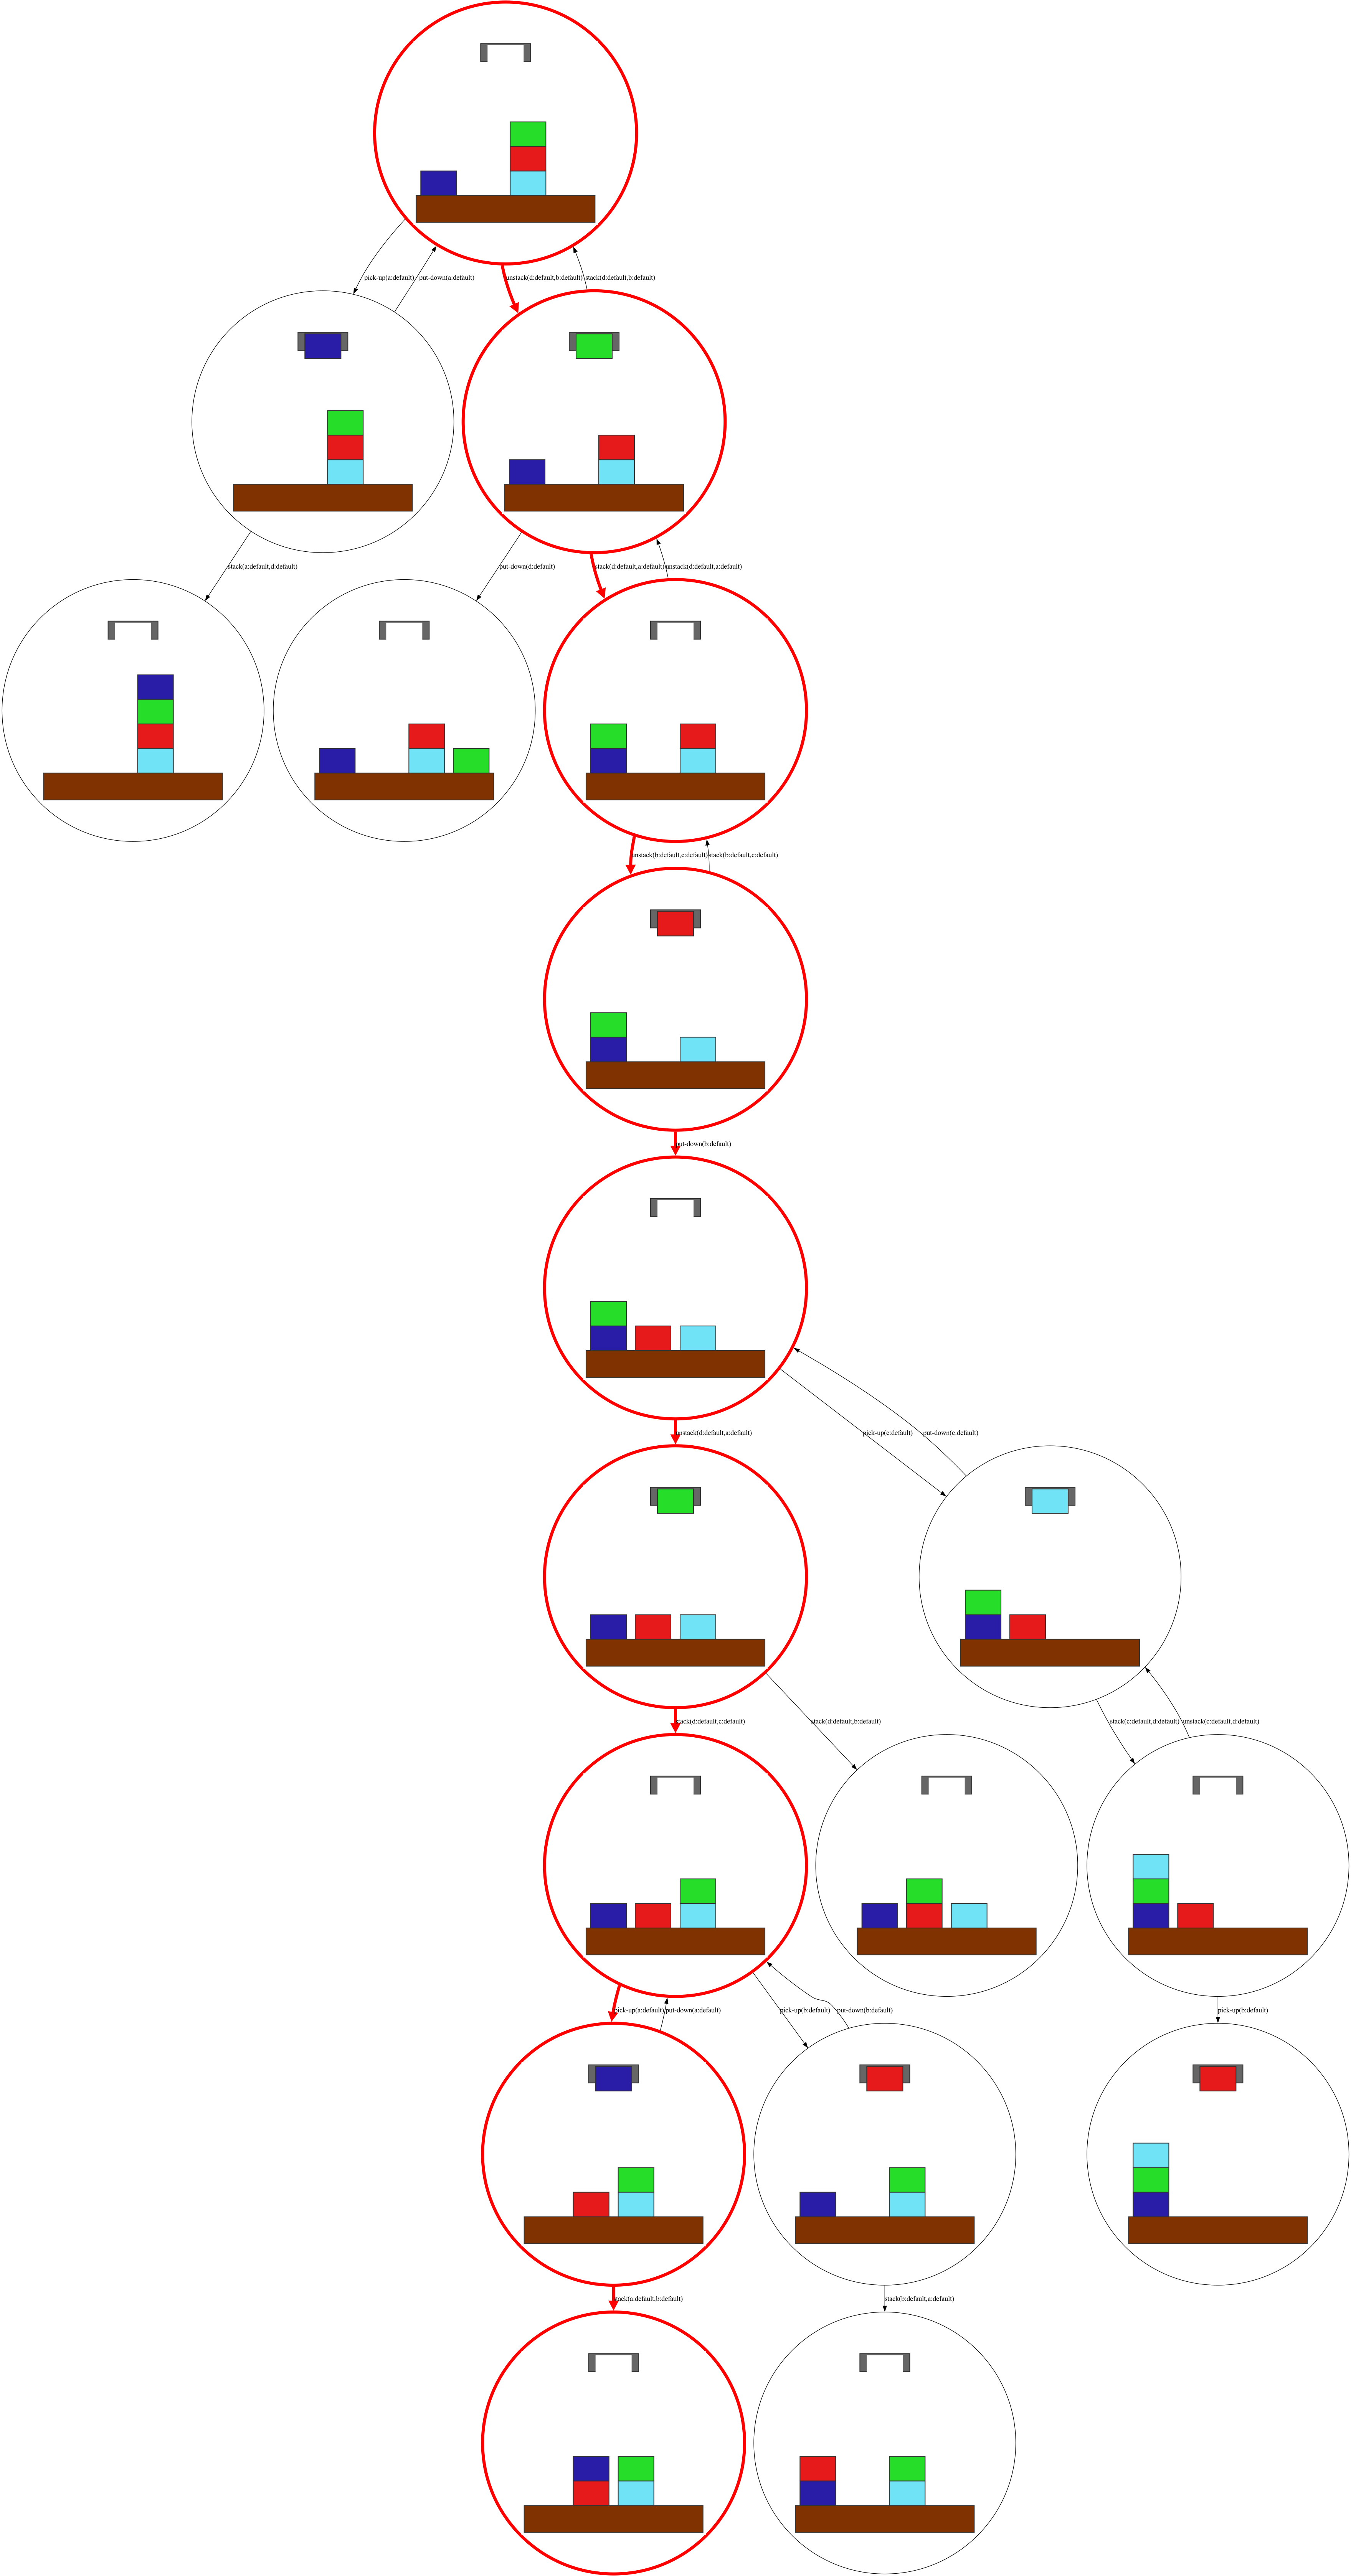 pick-up(a:default)
put-down(a:default)
unstack(d:default,b:default)
stack(d:default,b:default)
stack(a:default,d:default)
put-down(d:default)
stack(d:default,a:default)
unstack(d:default,a:default)
unstack(b:default,c:default)
stack(b:default,c:default)
put-down(b:default)
unstack(d:default,a:default)
pick-up(c:default)
put-down(c:default)
stack(d:default,c:default)
stack(d:default,b:default)
stack(c:default,d:default)
unstack(c:default,d:default)
pick-up(a:default)
put-down(a:default)
pick-up(b:default)
put-down(b:default)
pick-up(b:default)
stack(a:default,b:default)
stack(b:default,a:default)